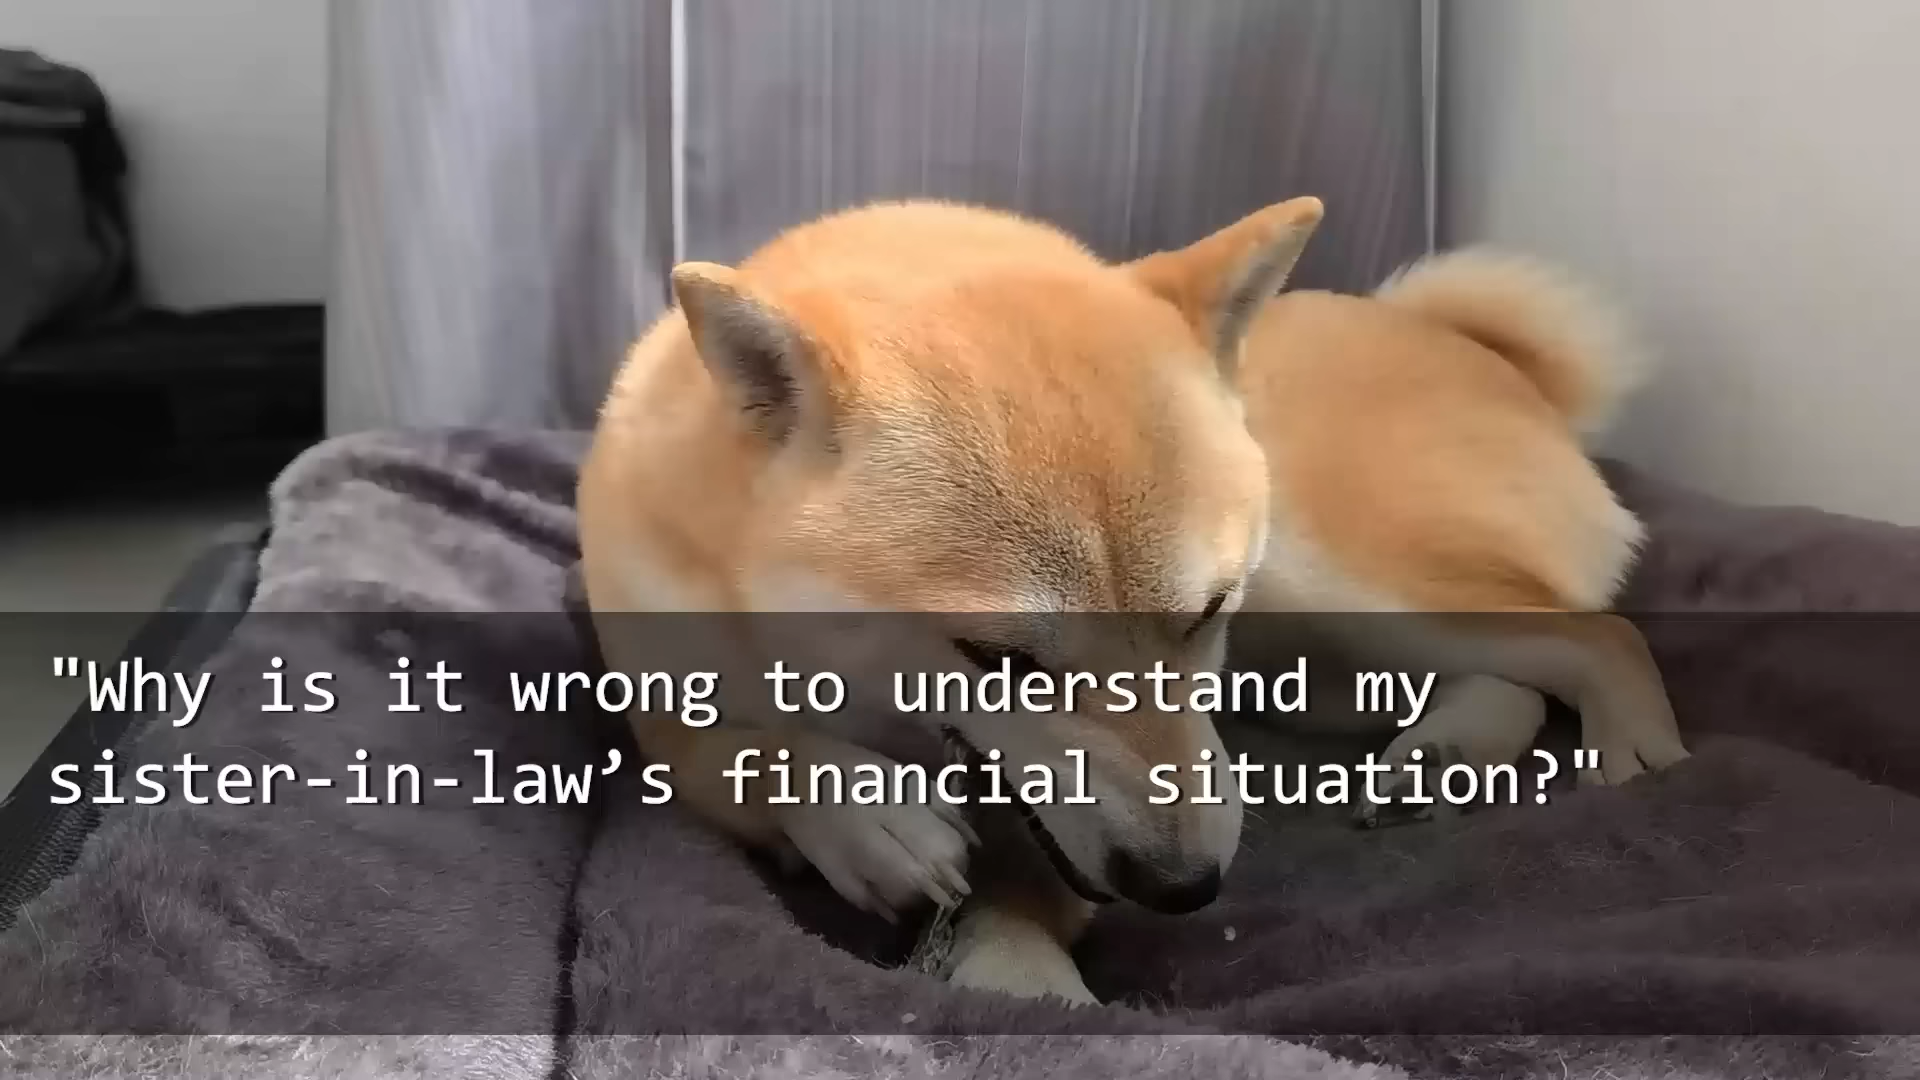 "Why is it wrong to understand my
sister-in-law’s financial situation?"